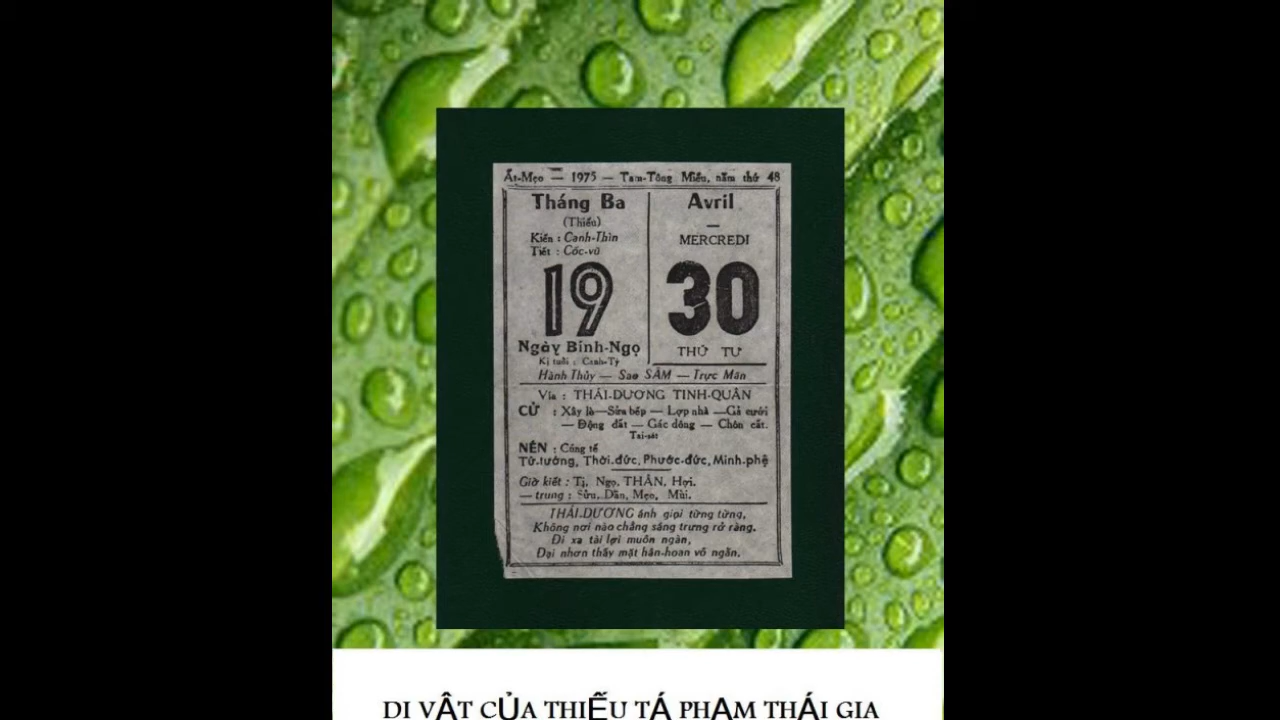 Ất-Mẹo — 1975 — Tam-Tông Miếu, năm thứ 48
Tháng Ba
(Thiếu)
Kiến : Canh-Thìn
Tiết : Cốc-vũ
19
Ngày Bính-Ngọ
Kị tuổi : Canh-Tý
Avril
—
MERCREDI
30
THỨ TƯ
Hành Thủy — Sao SÂM — Trực Mãn
Vía : THÁI-DƯƠNG TINH-QUÂN
CỬ : Xây lò—Sửa bếp — Lợp nhà —Gả cưới
— Động đất — Gác đông — Chôn cất.
Tai-sát
NÊN : Cúng tế
Tứ.tướng, Thời.đức, Phước-đức, Minh.phệ
Giờ kiết : Tị, Ngọ, THÂN, Hợi.
— trung : Sửu, Dần, Mẹo, Mùi.
THÁI-DƯƠNG ánh giọi từng từng,
Không nơi nào chẳng sáng trưng rở ràng.
Đi xa tài lợi muôn ngàn,
Đại nhơn thấy mặt hân-hoan vô ngần.
DI VẬT CỦA THIẾU TÁ PHẠM THÁI GIA